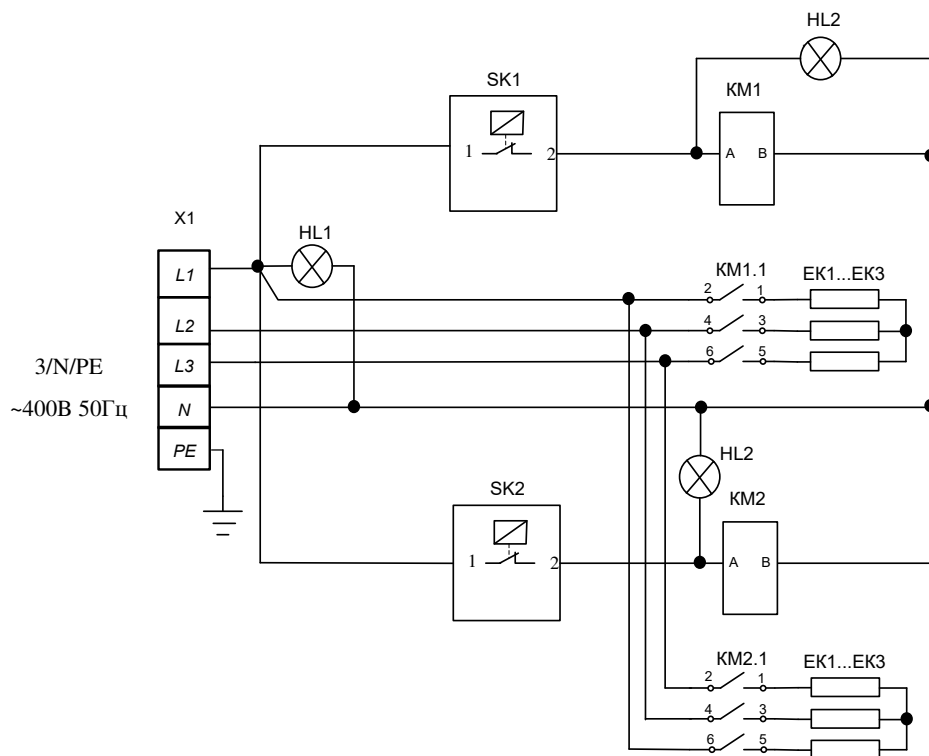 HL2
SK1
KM1
1
2
A
B
X1
HL1
L1
L2
L3
N
PE
3/N/PE
~400В 50Гц
KM1.1
EK1...EK3
2
1
4
3
6
5
HL2
SK2
KM2
1
2
A
B
KM2.1
EK1...EK3
2
1
4
3
6
5